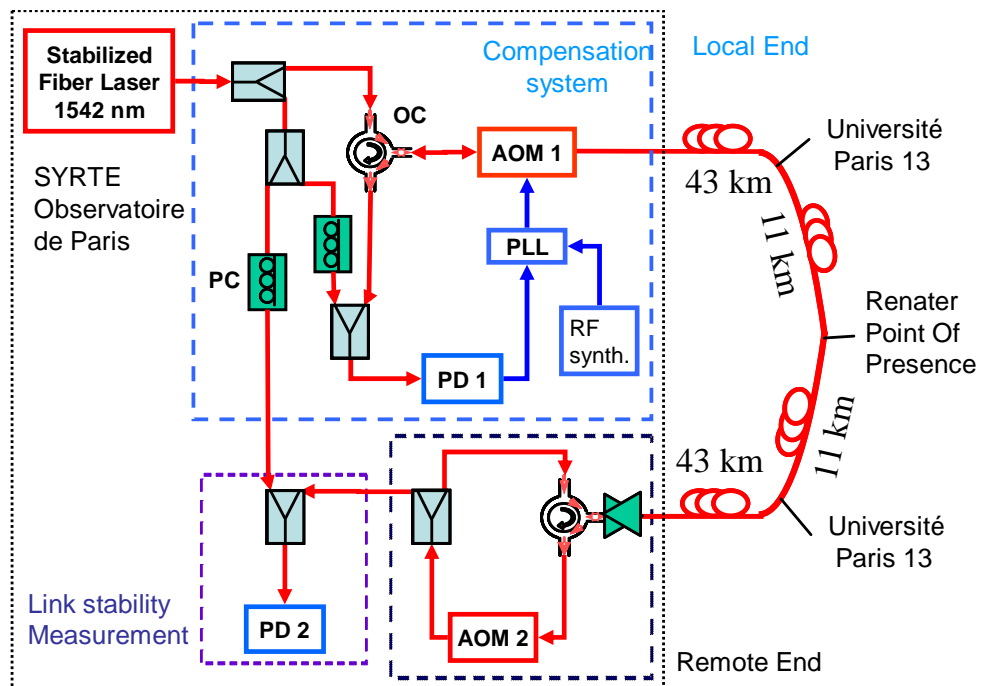 Stabilized
Fiber Laser
1542 nm
Compensation
system
Local End
OC
AOM 1
Université
Paris 13
43 km
11 km
SYRTE
Observatoire
de Paris
PC
PLL
RF
synth.
PD 1
Renater
Point Of
Presence
43 km
11 km
Université
Paris 13
Link stability
Measurement
PD 2
AOM 2
Remote End